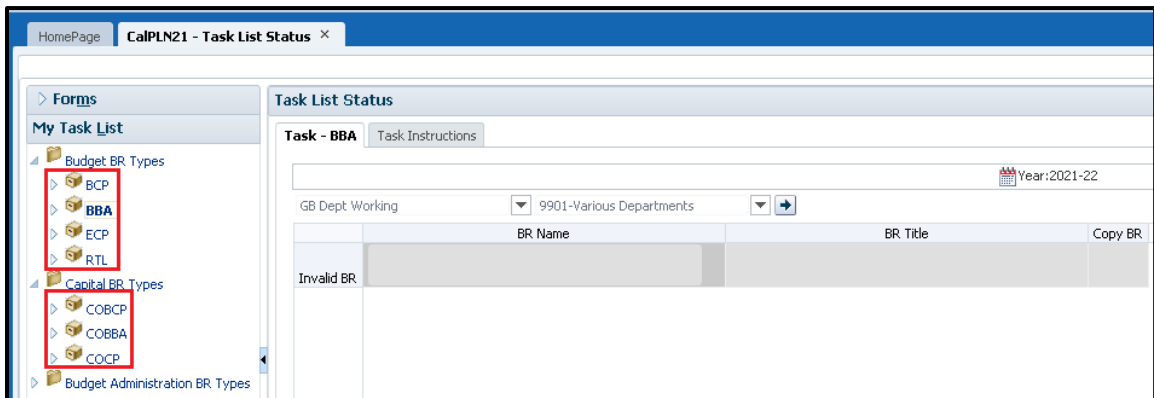 HomePage CalPLN21 - Task List Status ×
Forms
My Task List
Budget BR Types
BCP
BBA
ECP
RTL
Capital BR Types
COBCP
COBBA
COCP
Budget Administration BR Types
Task List Status
Task - BBA Task Instructions
Year:2021-22
GB Dept Working 9901-Various Departments
BR Name BR Title Copy BR
Invalid BR